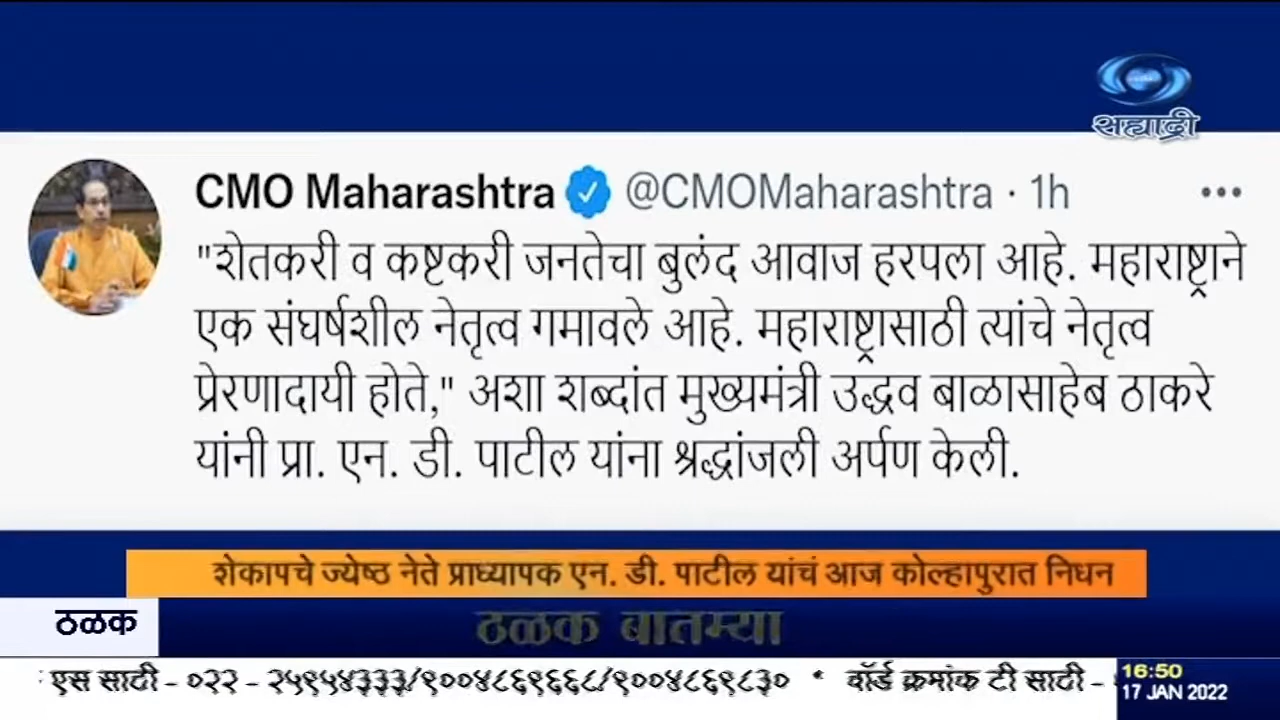 सह्याद्री
CMO Maharashtra @CMOMaharashtra · 1h
"शेतकरी व कष्टकरी जनतेचा बुलंद आवाज हरपला आहे. महाराष्ट्राने
एक संघर्षशील नेतृत्व गमावले आहे. महाराष्ट्रासाठी त्यांचे नेतृत्व
प्रेरणादायी होते," अशा शब्दांत मुख्यमंत्री उद्धव बाळासाहेब ठाकरे
यांनी प्रा. एन. डी. पाटील यांना श्रद्धांजली अर्पण केली.
शेकापचे ज्येष्ठ नेते प्राध्यापक एन. डी. पाटील यांचं आज कोल्हापुरात निधन
ठळक
ठळक बातम्या
एस साटी - ०२२ - २५९५४३३३/९००४८६९६६८/९००४८६९८३० * वॉर्ड क्रमांक टी साटी -
16:50
17 JAN 2022